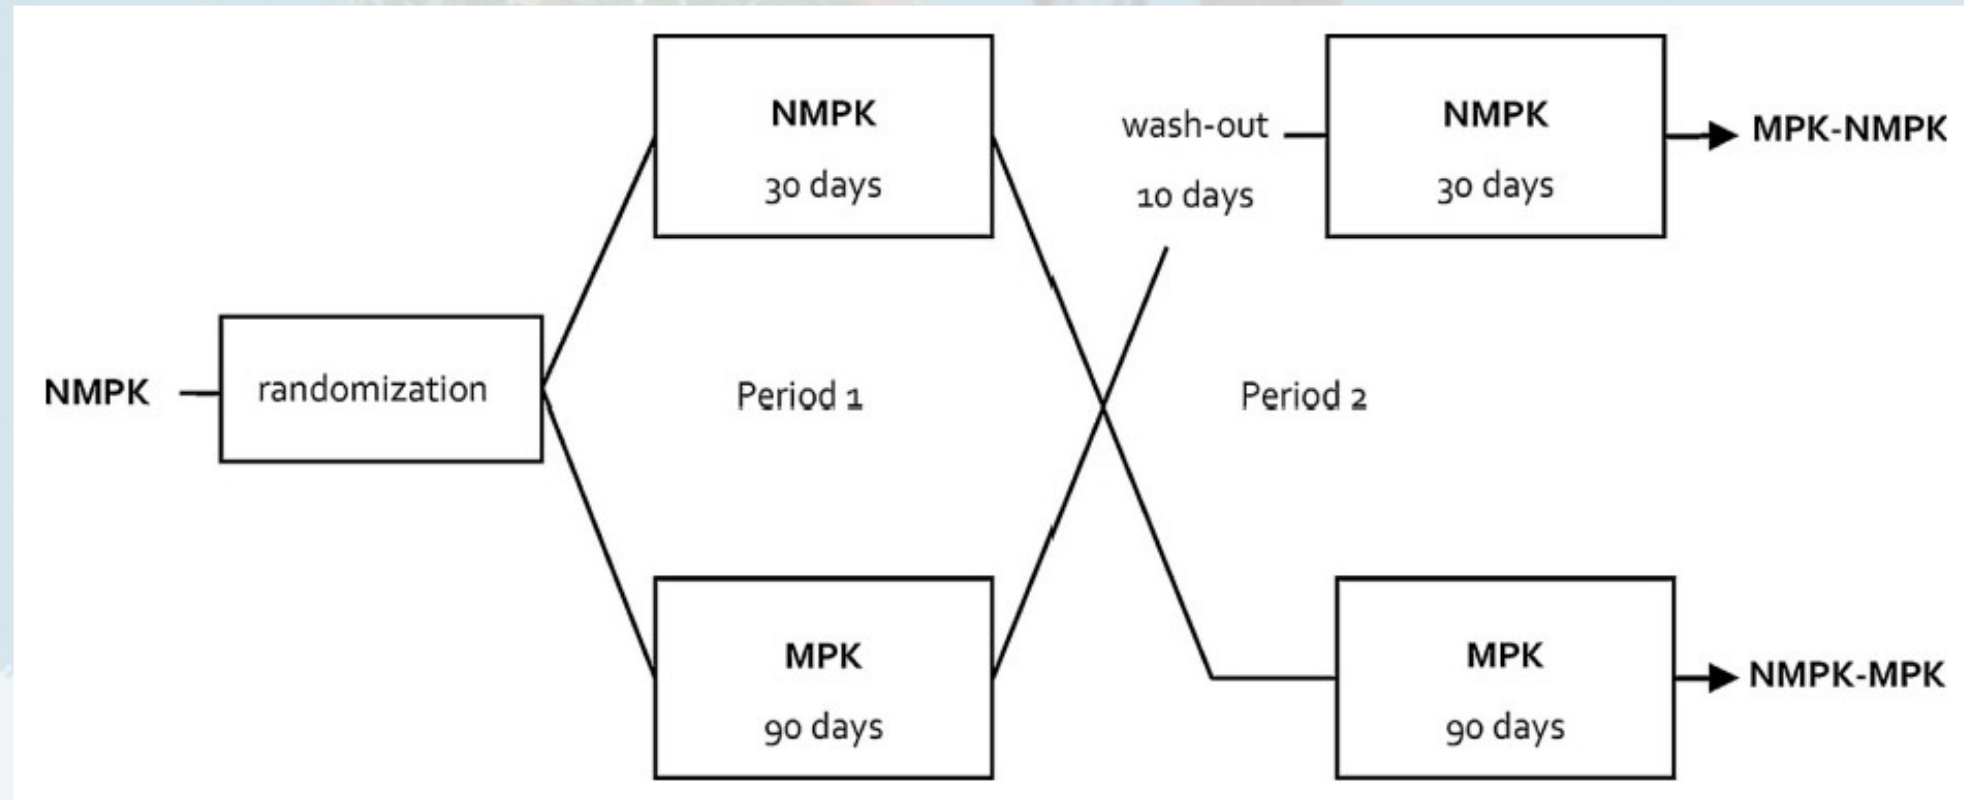 NMPK
randomization
NMPK
30 days
Period 1
MPK
90 days
wash-out
10 days
Period 2
NMPK
30 days
MPK-NMPK
MPK
90 days
NMPK-MPK